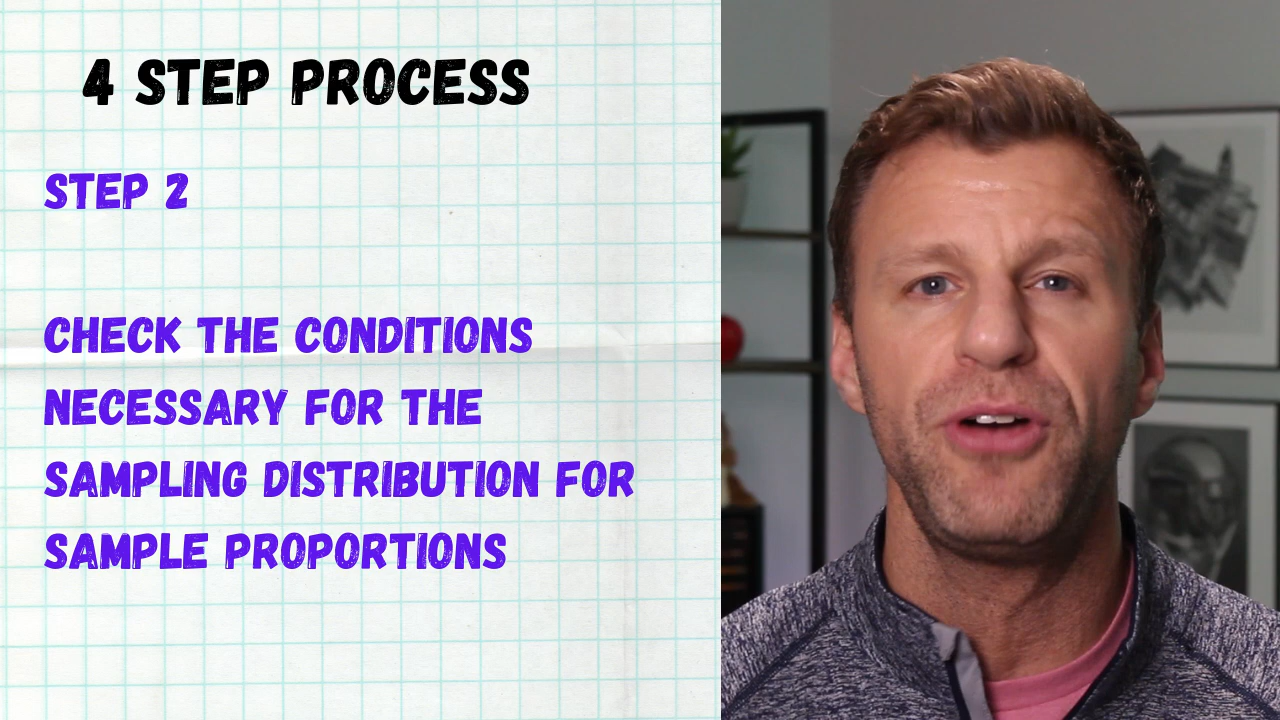 4 STEP PROCESS
STEP 2
CHECK THE CONDITIONS
NECESSARY FOR THE
SAMPLING DISTRIBUTION FOR
SAMPLE PROPORTIONS